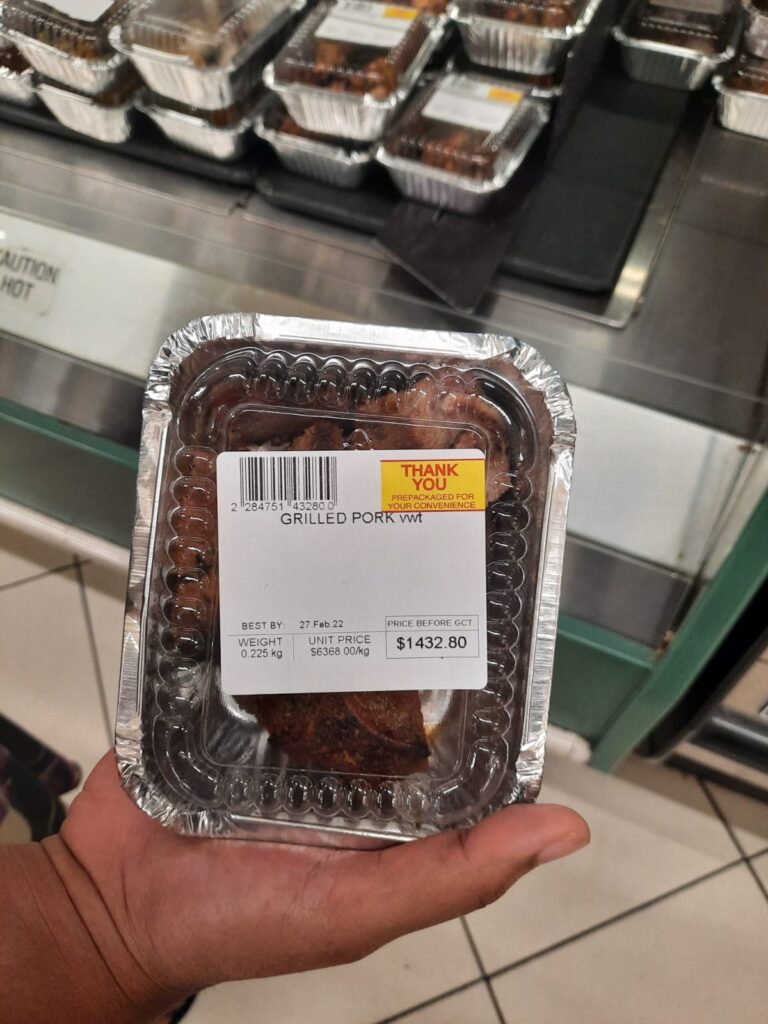 CAUTION
HOT
THANK
YOU
PREPACKAGED FOR
YOUR CONVENIENCE
2 284751 432800
GRILLED PORK vwt
BEST BY: 27.Feb.22
PRICE BEFORE GCT
WEIGHT UNIT PRICE
0.225 kg $6368.00/kg
$1432.80